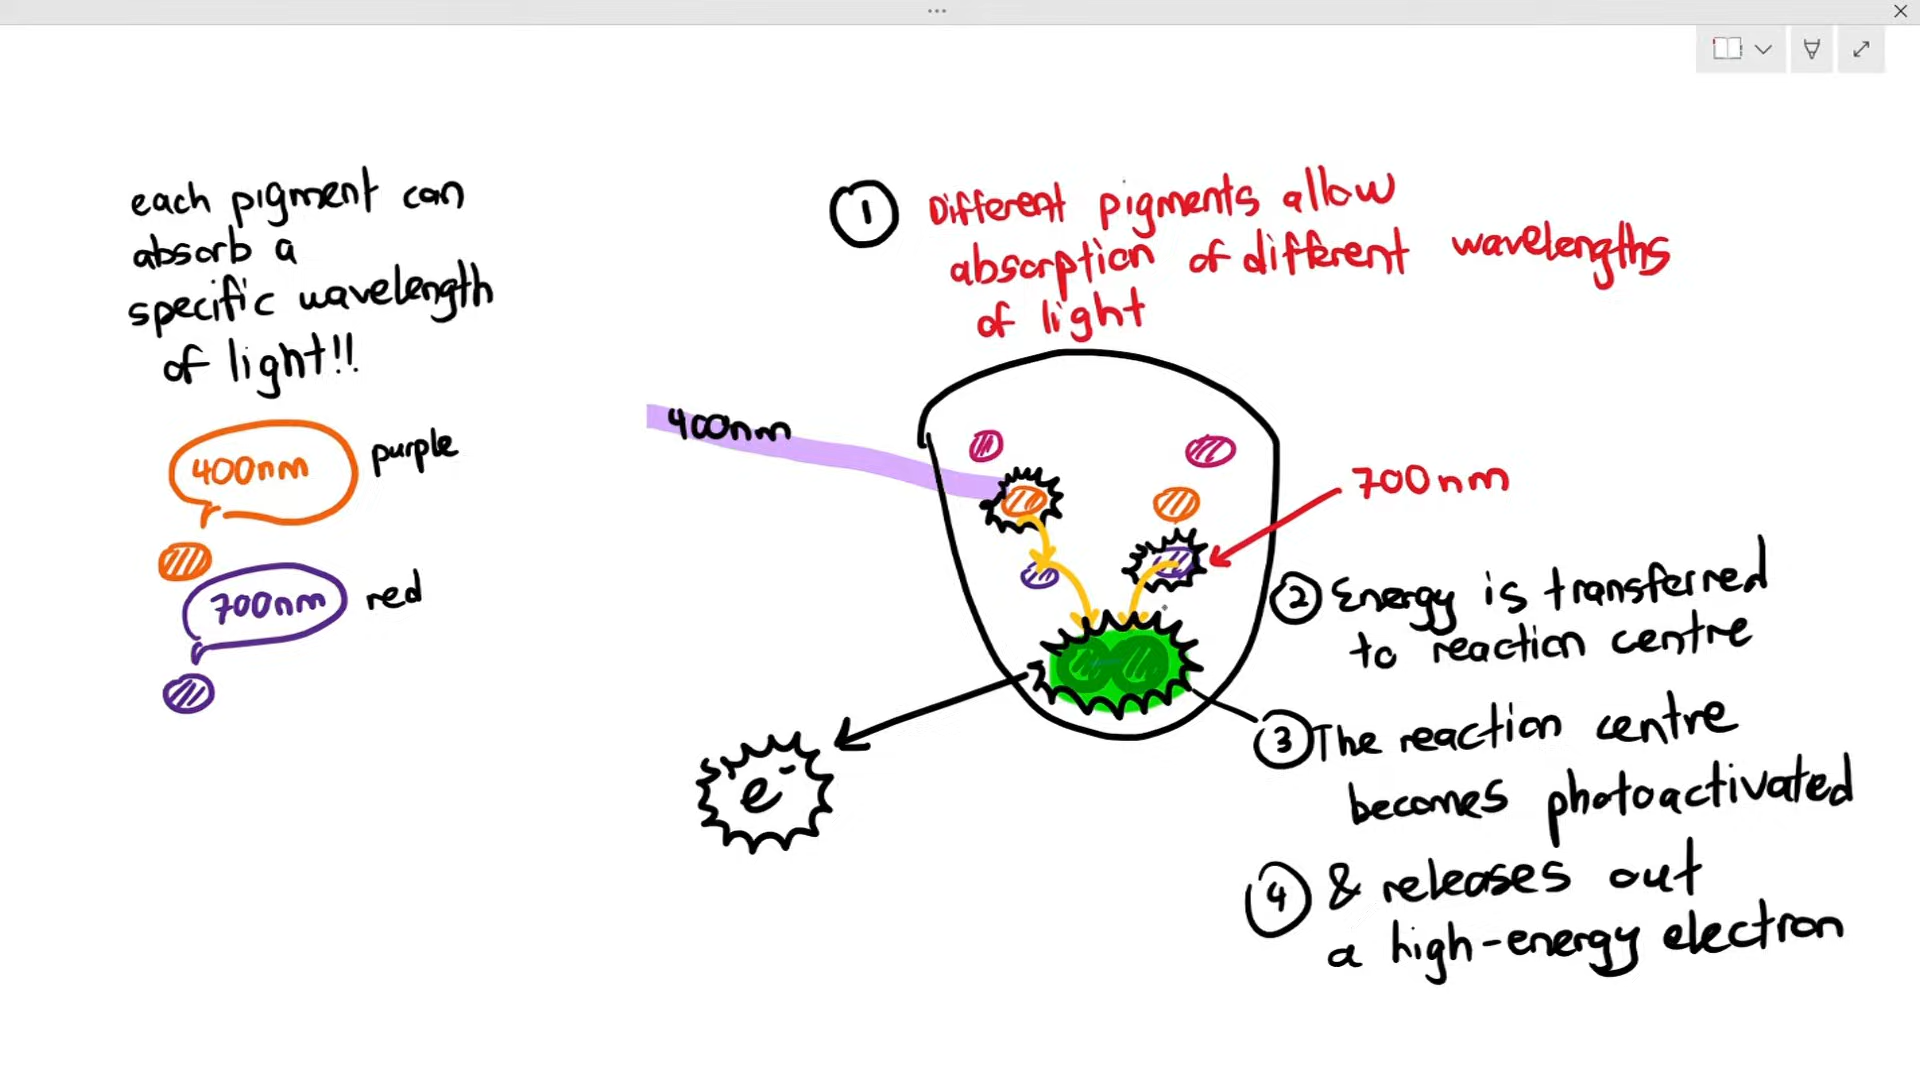 each pigment can
absorb a
specific wavelength
of light!!
400nm purple
700nm red
1 Different pigments allow
absorption of different wavelengths
of light
400nm
700nm
2 Energy is transferred
to reaction centre
3 The reaction centre
becomes photoactivated
4 & releases out
a high-energy electron
e-